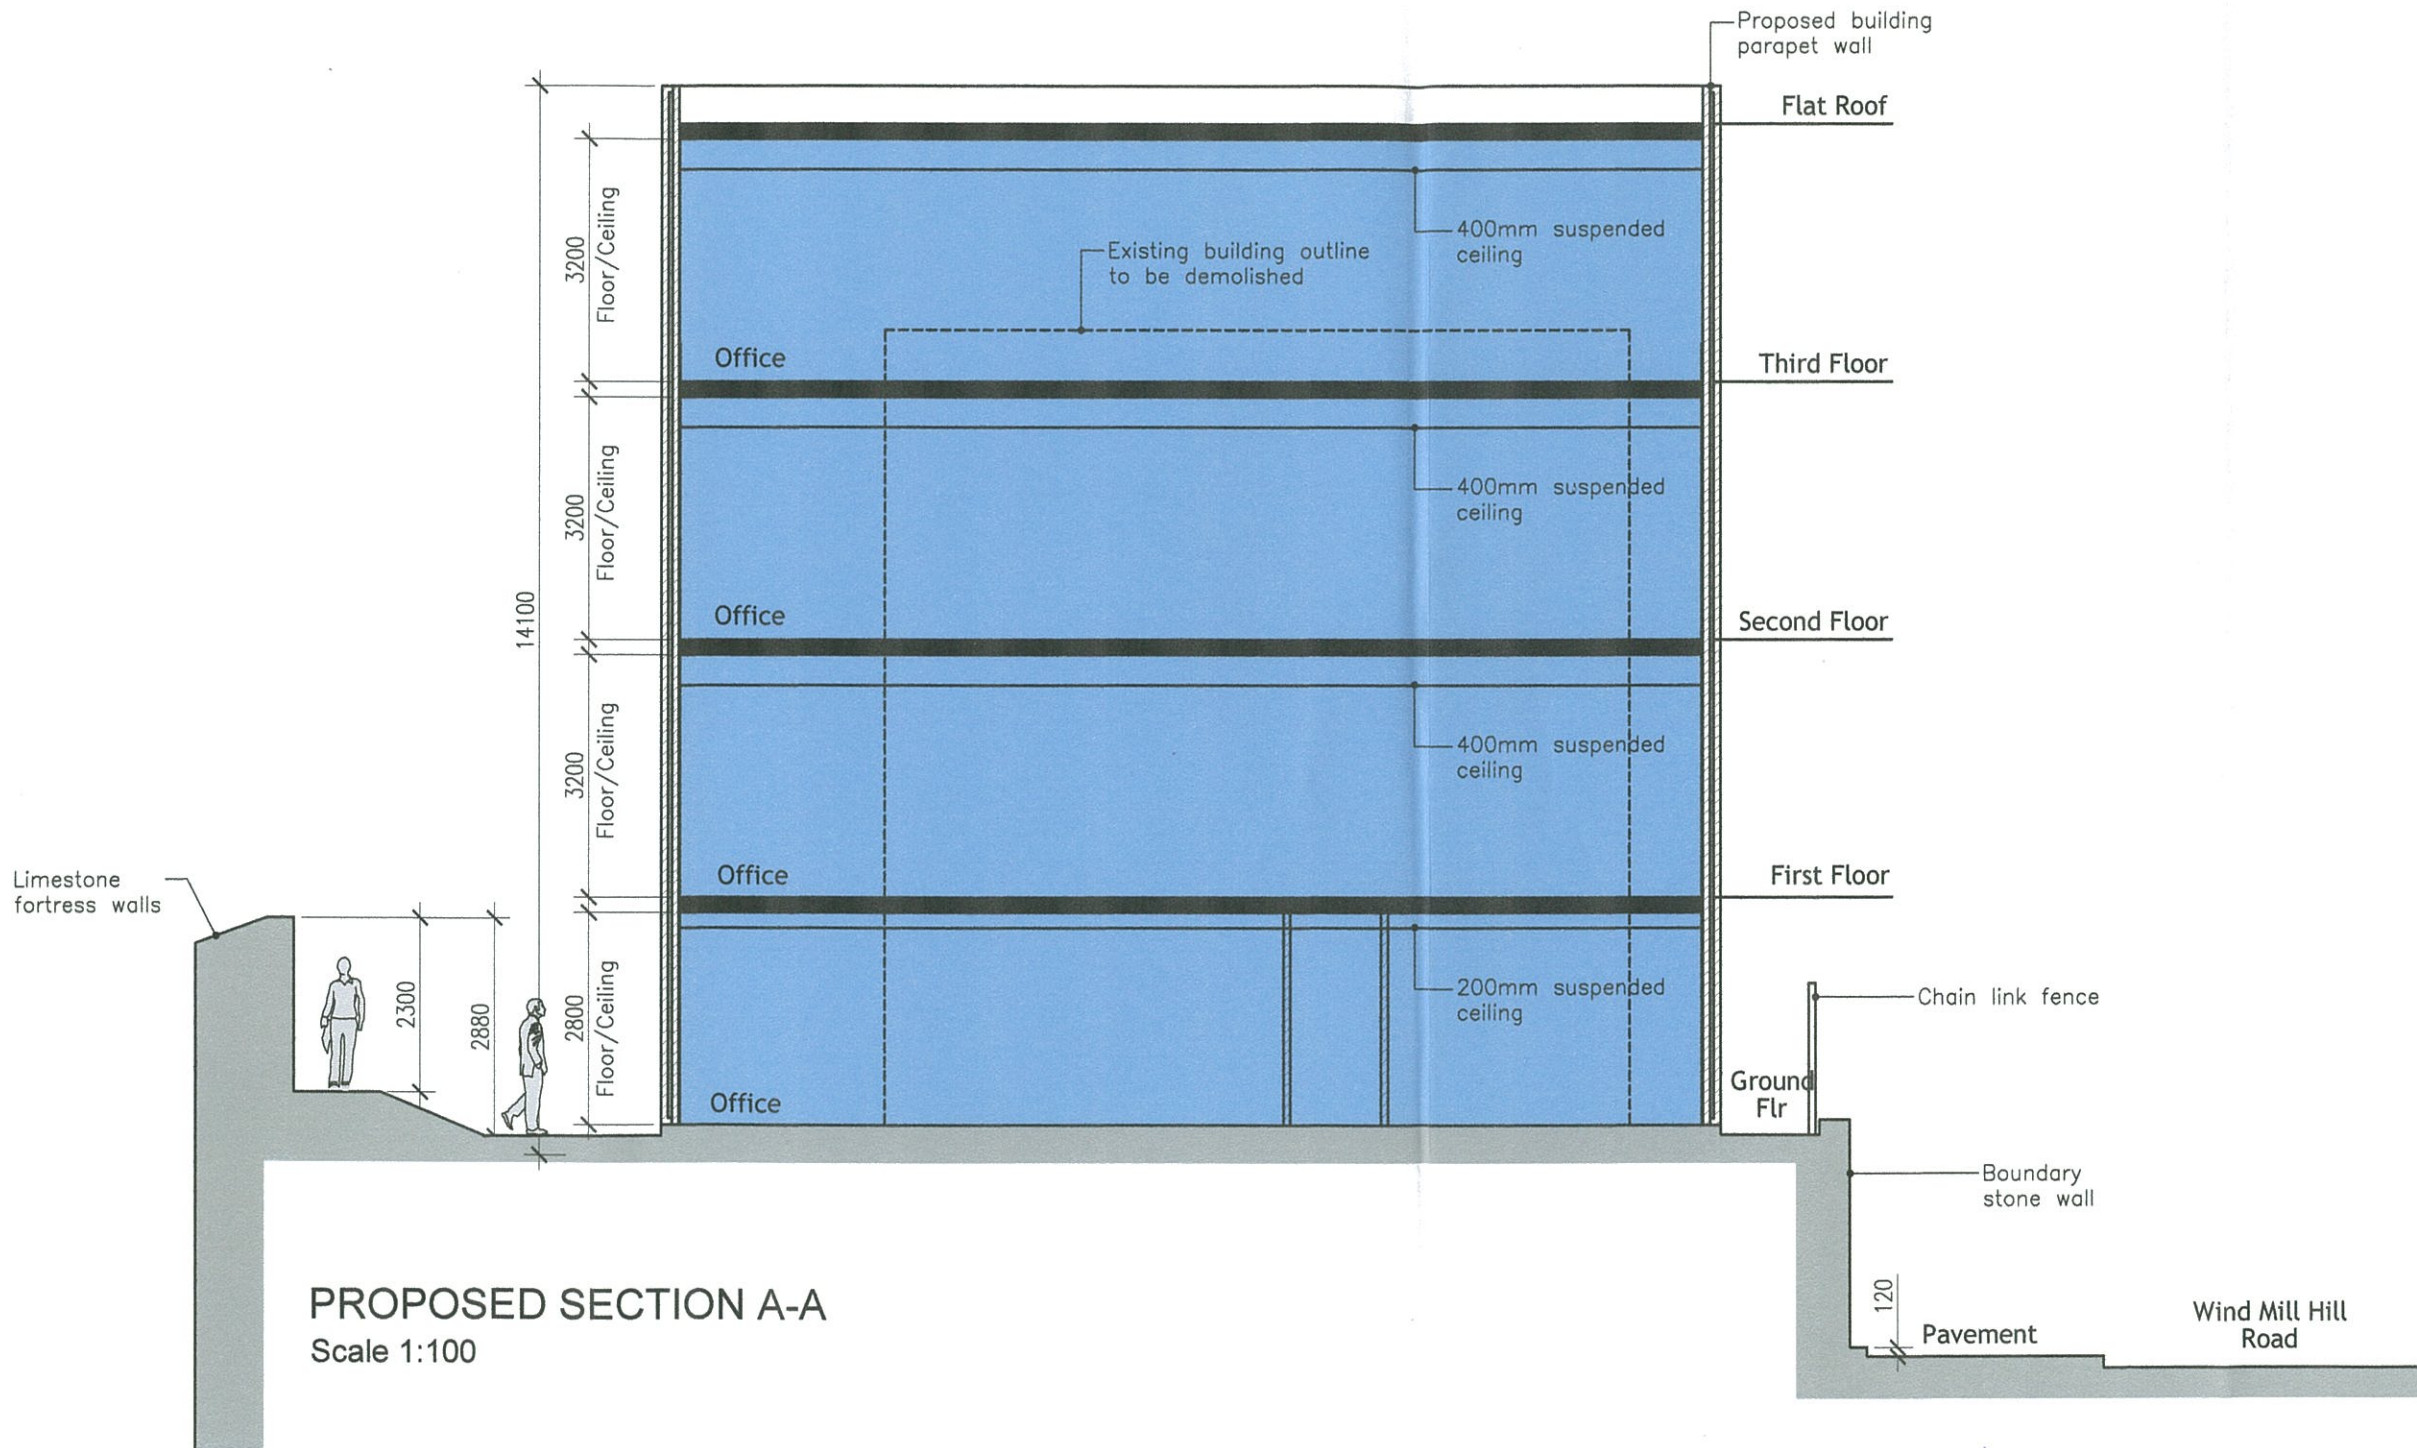 Proposed building
parapet wall
Flat Roof
3200
Floor/Ceiling
400mm suspended
ceiling
Existing building outline
to be demolished
Office
Third Floor
3200
Floor/Ceiling
400mm suspended
ceiling
14100
Office
Second Floor
3200
Floor/Ceiling
400mm suspended
ceiling
Office
First Floor
Limestone
fortress walls
2300
2880
2800
Floor/Ceiling
200mm suspended
ceiling
Chain link fence
Office
Ground
Flr
Boundary
stone wall
120
Pavement
Wind Mill Hill
Road
PROPOSED SECTION A-A
Scale 1:100